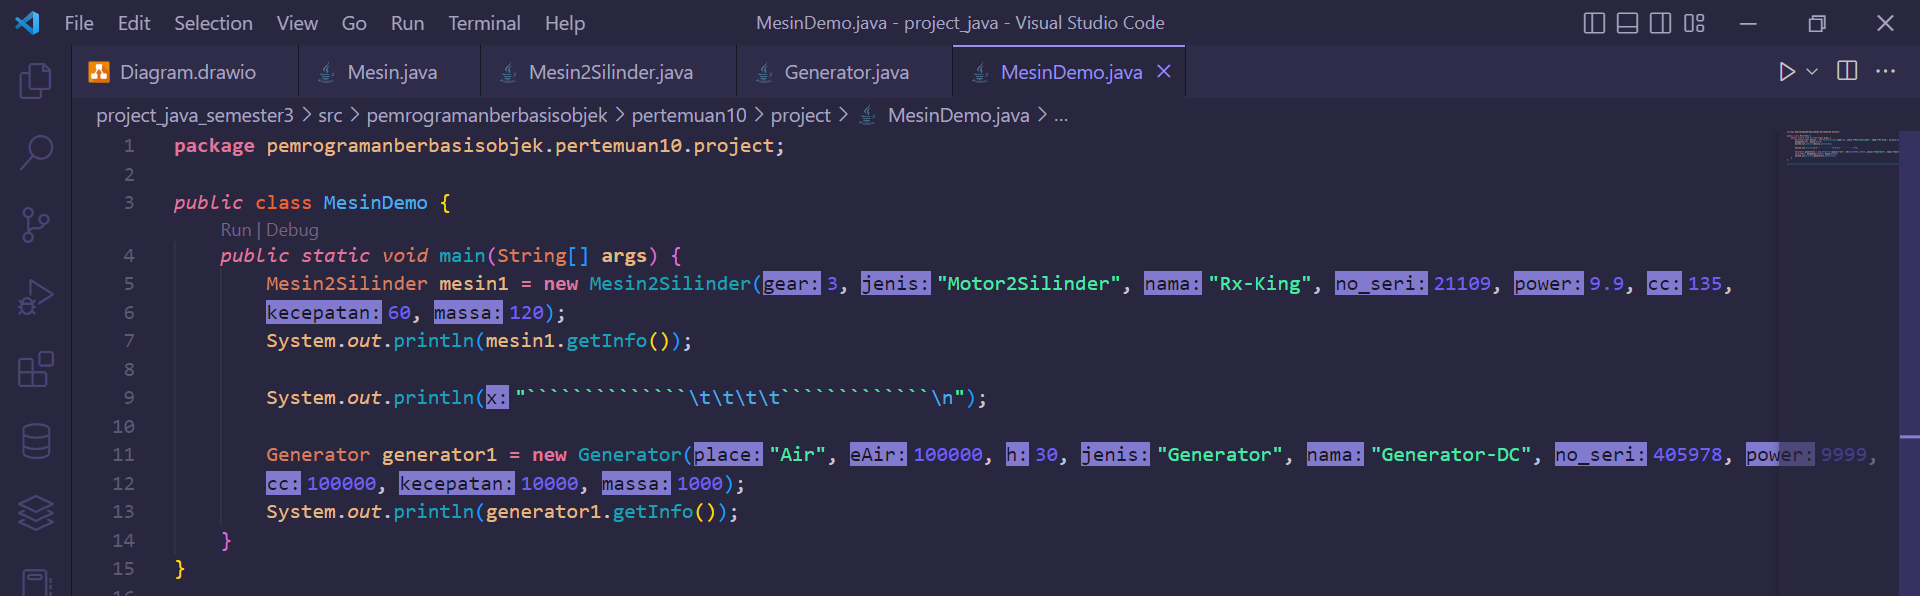 File Edit Selection View Go Run Terminal Help MesinDemo.java - project_java - Visual Studio Code
Diagram.drawio Mesin.java Mesin2Silinder.java Generator.java MesinDemo.java
project_java_semester3 > src > pemrogramanberbasisobjek > pertemuan10 > project > MesinDemo.java > ...
1 package pemrogramanberbasisobjek.pertemuan10.project;
2
3 public class MesinDemo {
Run | Debug
4 public static void main(String[] args) {
5 Mesin2Silinder mesin1 = new Mesin2Silinder(gear: 3, jenis: "Motor2Silinder", nama: "Rx-King", no_seri: 21109, power: 9.9, cc: 135,
6 kecepatan: 60, massa: 120);
7 System.out.println(mesin1.getInfo());
8
9 System.out.println(x: "``````````````\t\t\t\t`````````````\n");
10
11 Generator generator1 = new Generator(place: "Air", eAir: 100000, h: 30, jenis: "Generator", nama: "Generator-DC", no_seri: 405978, power: 9999,
12 cc: 100000, kecepatan: 10000, massa: 1000);
13 System.out.println(generator1.getInfo());
14 }
15 }
16